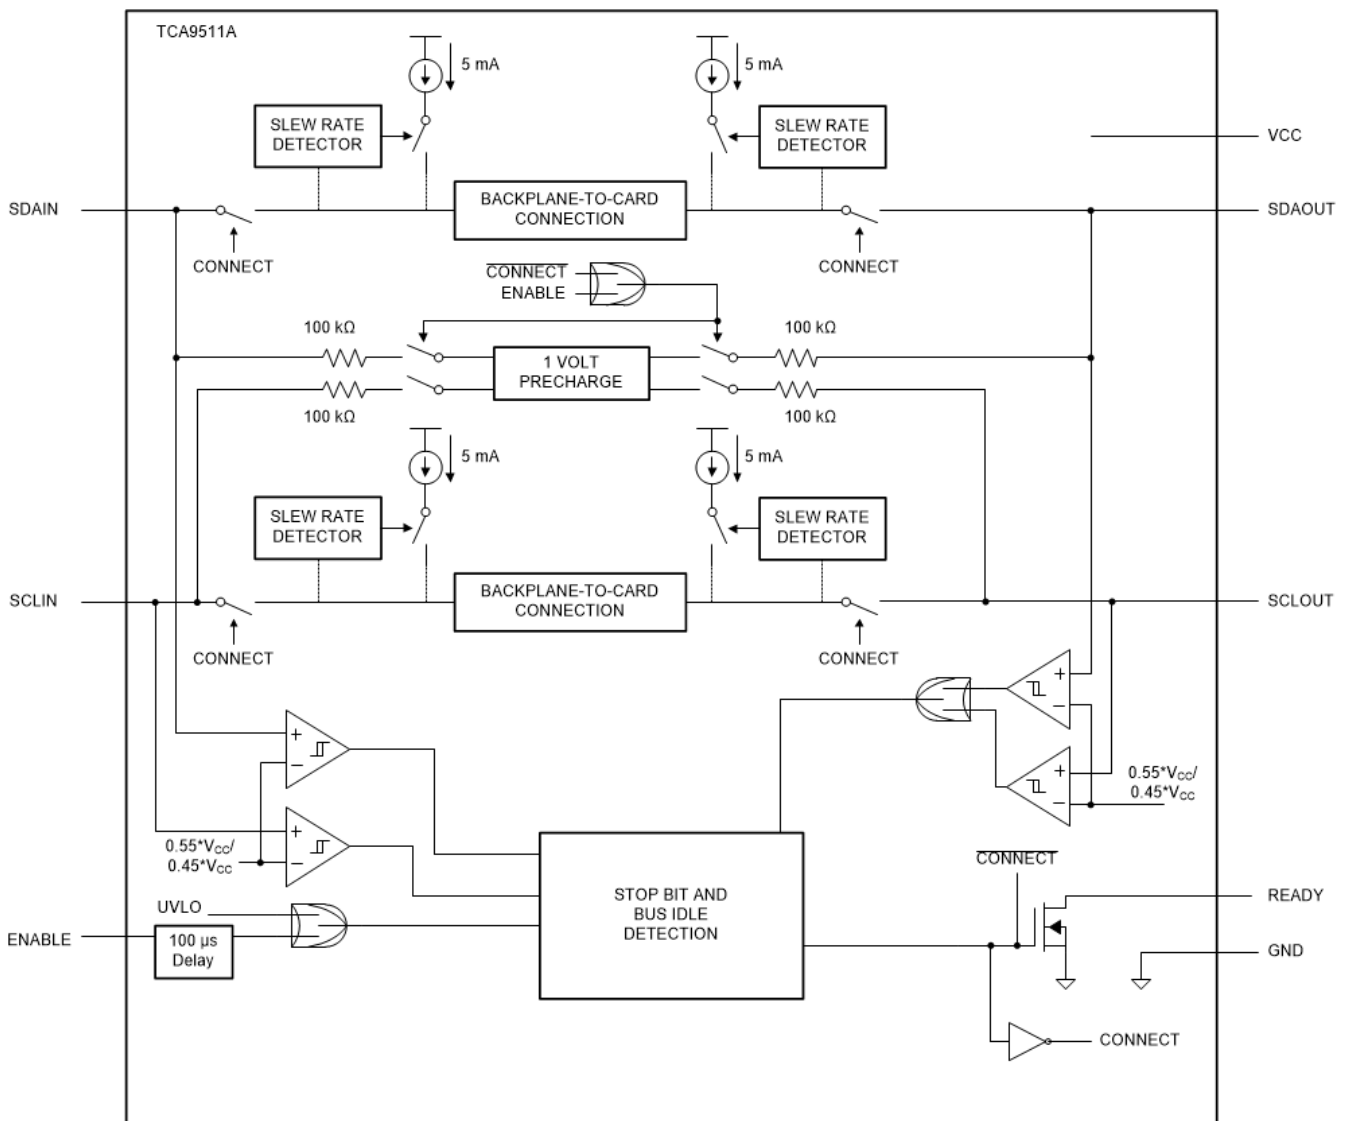 TCA9511A
5 mA
5 mA
SLEW RATE
DETECTOR
SLEW RATE
DETECTOR
VCC
SDAIN
BACKPLANE-TO-CARD
CONNECTION
SDAOUT
CONNECT
CONNECT
CONNECT
ENABLE
100 kΩ
100 kΩ
1 VOLT
PRECHARGE
100 kΩ
100 kΩ
5 mA
5 mA
SLEW RATE
DETECTOR
SLEW RATE
DETECTOR
SCLIN
BACKPLANE-TO-CARD
CONNECTION
SCLOUT
CONNECT
CONNECT
+
−
+
−
+
−
0.55*VCC/
0.45*VCC
+
−
0.55*VCC/
0.45*VCC
STOP BIT AND
BUS IDLE
DETECTION
CONNECT
READY
UVLO
ENABLE
100 µs
Delay
GND
CONNECT